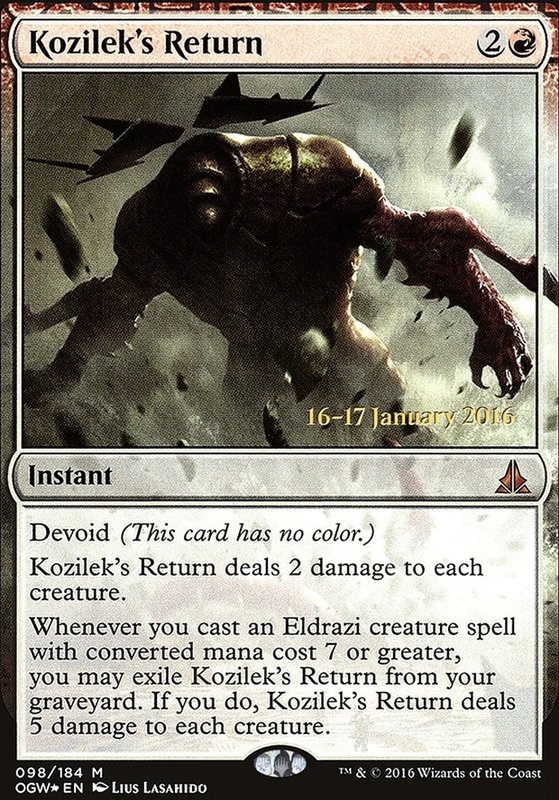 Kozilek's Return 2
16-17 January 2016
Instant
Devoid (This card has no color.)
Kozilek's Return deals 2 damage to each
creature.
Whenever you cast an Eldrazi creature spell
with converted mana cost 7 or greater,
you may exile Kozilek's Return from your
graveyard. If you do, Kozilek's Return deals
5 damage to each creature.
098/184 M
OGW★EN Lius Lasahido
™ & © 2016 Wizards of the Coast